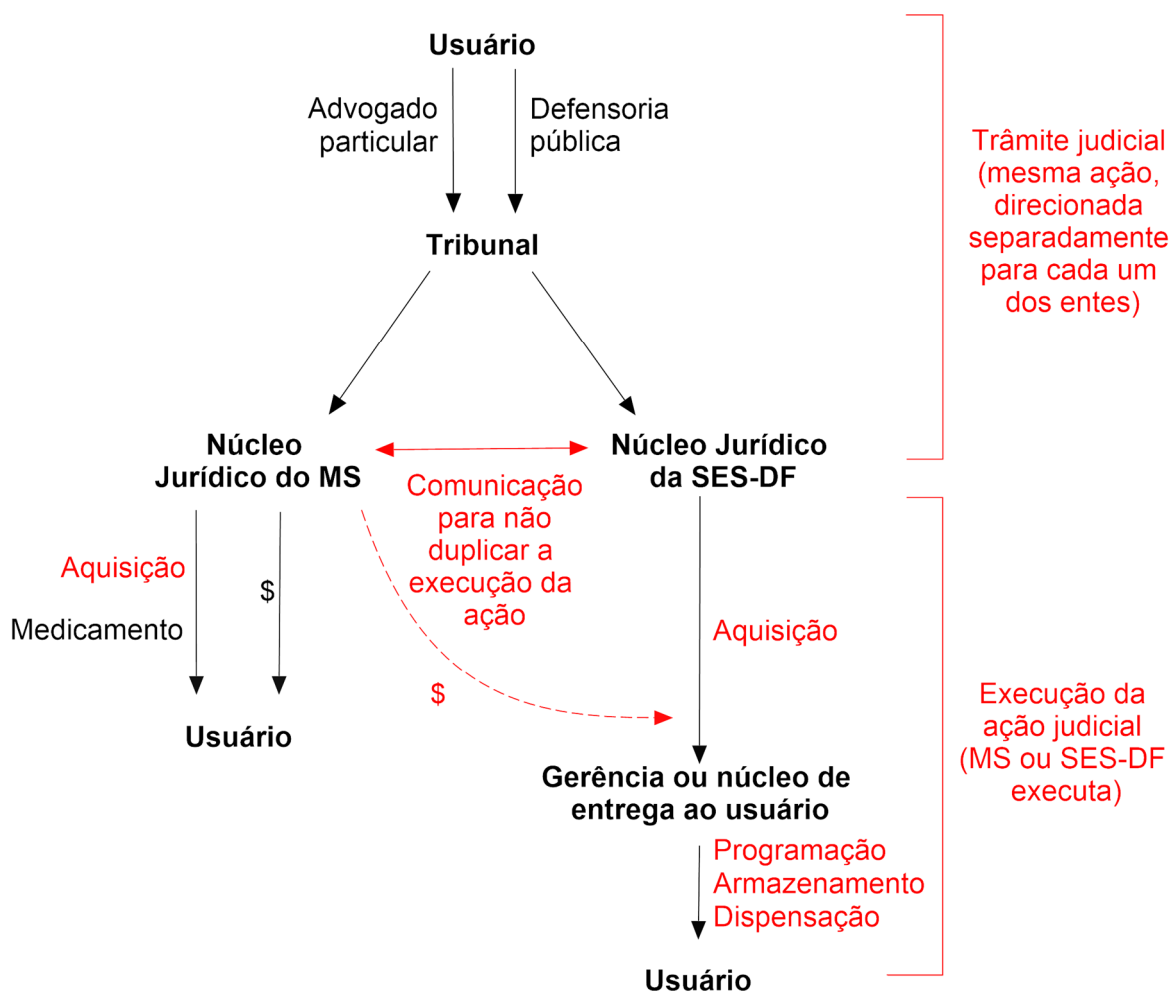 Usuário
Advogado
particular
Defensoria
pública
Tribunal
Trâmite judicial
(mesma ação,
direcionada
separadamente
para cada um
dos entes)
Núcleo
Jurídico do MS
Núcleo Jurídico
da SES-DF
Comunicação
para não
duplicar a
execução da
ação
Aquisição
Medicamento
$
$
Aquisição
Usuário
Execução da
ação judicial
(MS ou SES-DF
executa)
Gerência ou núcleo de
entrega ao usuário
Programação
Armazenamento
Dispensação
Usuário